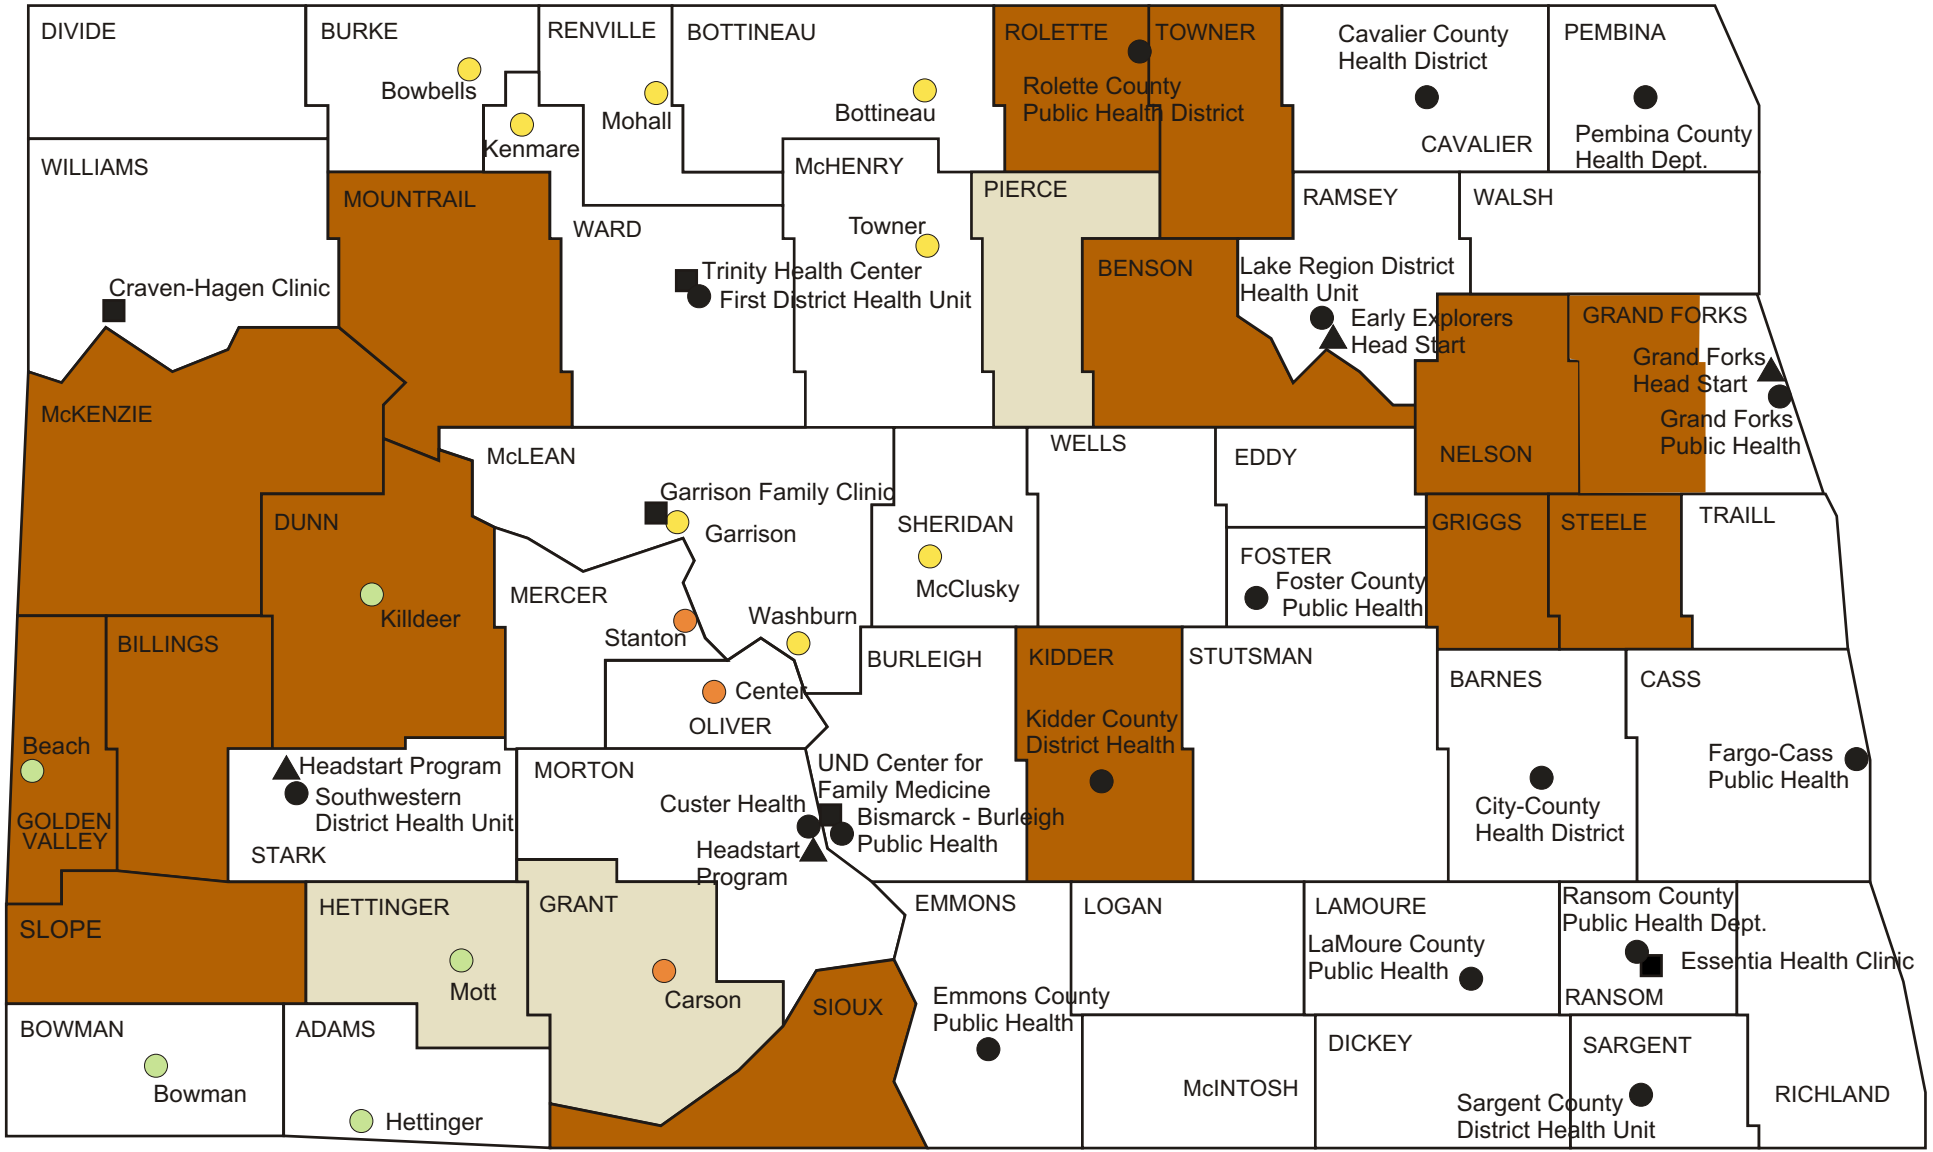 DIVIDE
BURKE
RENVILLE
BOTTINEAU
ROLETTE
TOWNER
Cavalier County
Health District
PEMBINA
Bowbells
Mohall
Bottineau
Rolette County
Public Health District
Kenmare
CAVALIER
Pembina County
Health Dept.
WILLIAMS
McHENRY
MOUNTRAIL
PIERCE
RAMSEY
WALSH
WARD
Towner
Craven-Hagen Clinic
Trinity Health Center
First District Health Unit
BENSON
Lake Region District
Health Unit
Early Explorers
Head Start
GRAND FORKS
Grand Forks
Head Start
Grand Forks
Public Health
McKENZIE
McLEAN
WELLS
EDDY
NELSON
Garrison Family Clinic
Garrison
DUNN
SHERIDAN
GRIGGS
STEELE
TRAILL
FOSTER
Foster County
Public Health
McClusky
Killdeer
MERCER
Stanton
Washburn
BILLINGS
BURLEIGH
KIDDER
STUTSMAN
BARNES
CASS
Center
OLIVER
Kidder County
District Health
Beach
GOLDEN
VALLEY
Headstart Program
Southwestern
District Health Unit
STARK
MORTON
UND Center for
Family Medicine
Custer Health
Bismarck - Burleigh
Public Health
Headstart
Program
City-County
Health District
Fargo-Cass
Public Health
SLOPE
HETTINGER
GRANT
EMMONS
LOGAN
LAMOURE
LaMoure County
Public Health
Ransom County
Public Health Dept.
Essentia Health Clinic
RANSOM
Mott
Carson
SIOUX
Emmons County
Public Health
BOWMAN
Bowman
ADAMS
Hettinger
McINTOSH
DICKEY
SARGENT
Sargent County
District Health Unit
RICHLAND